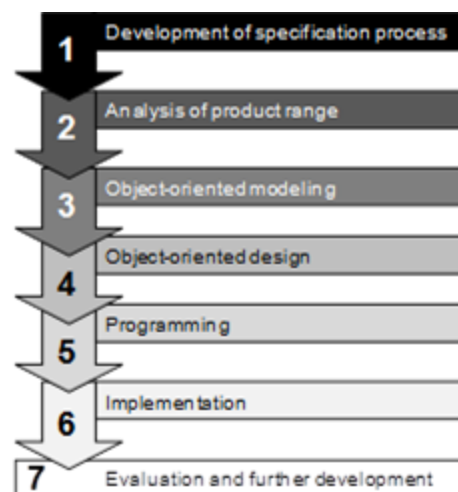 1 Development of specification process
2 Analysis of product range
3 Object-oriented modeling
4 Object-oriented design
5 Programming
6 Implementation
7 Evaluation and further development